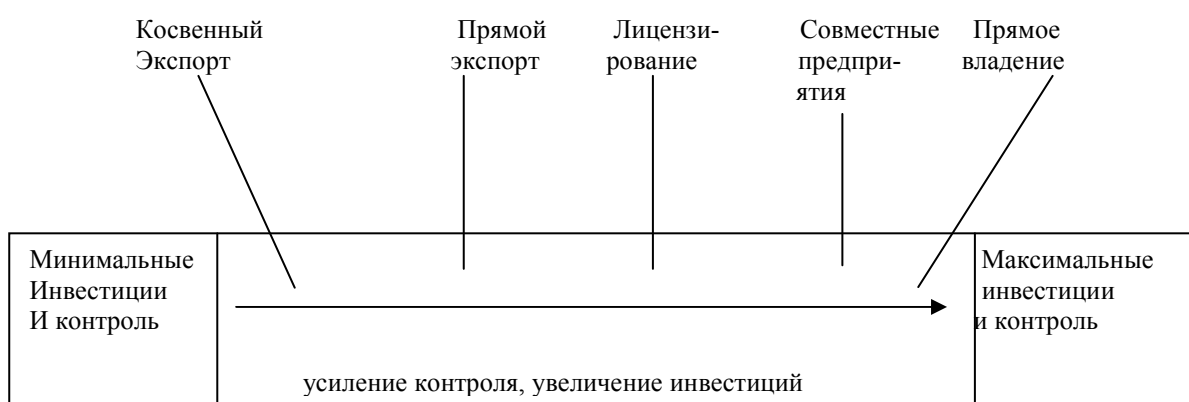 Косвенный
Экспорт
Прямой
экспорт
Лицензи-
рование
Совместные
предпри-
ятия
Прямое
владение
Минимальные
Инвестиции
И контроль
Максимальные
инвестиции
и контроль
усиление контроля, увеличение инвестиций